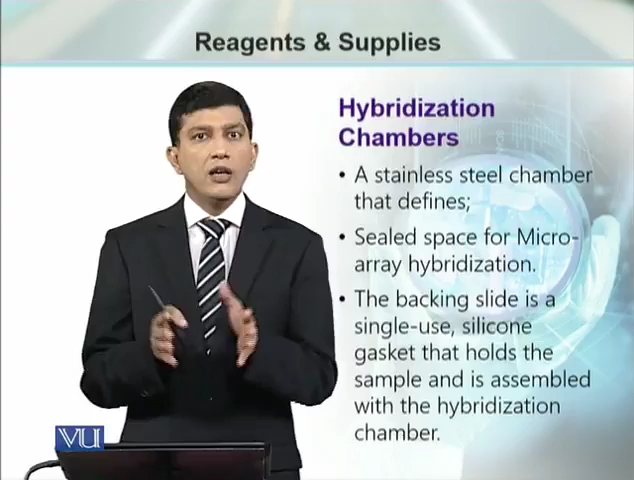 Reagents & Supplies
Hybridization
Chambers
• A stainless steel chamber
that defines;
• Sealed space for Micro-
array hybridization.
• The backing slide is a
single-use, silicone
gasket that holds the
sample and is assembled
with the hybridization
chamber.
VU